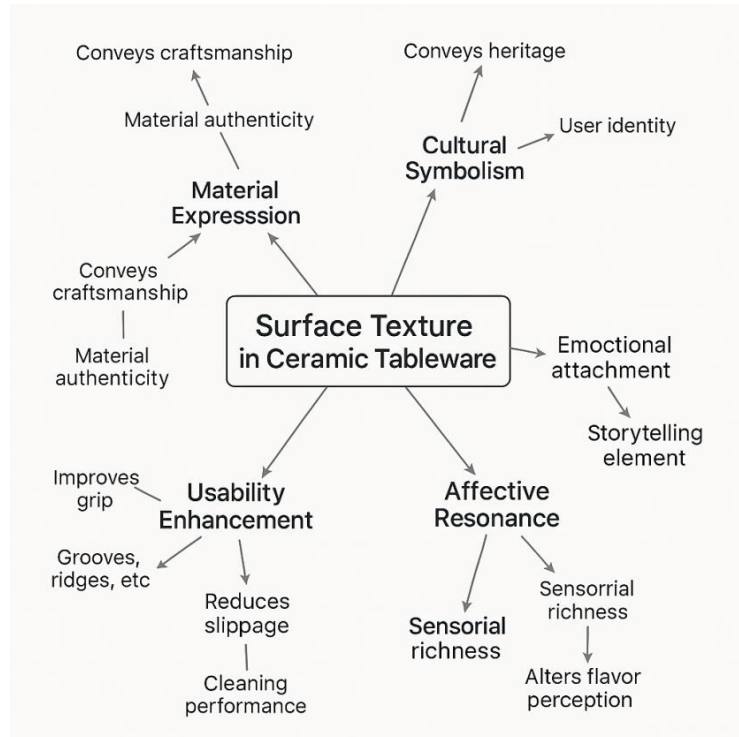 Conveys craftsmanship
Conveys heritage
Material authenticity
User identity
Cultural
Symbolism
Material
Expresssion
Conveys
craftsmanship
Material
authenticity
Surface Texture
in Ceramic Tableware
Emoctional
attachment
Storytelling
element
Improves
grip
Usability
Enhancement
Affective
Resonance
Grooves,
ridges, etc
Reduces
slippage
Cleaning
performance
Sensorial
richness
Sensorrial
richness
Alters flavor
perception